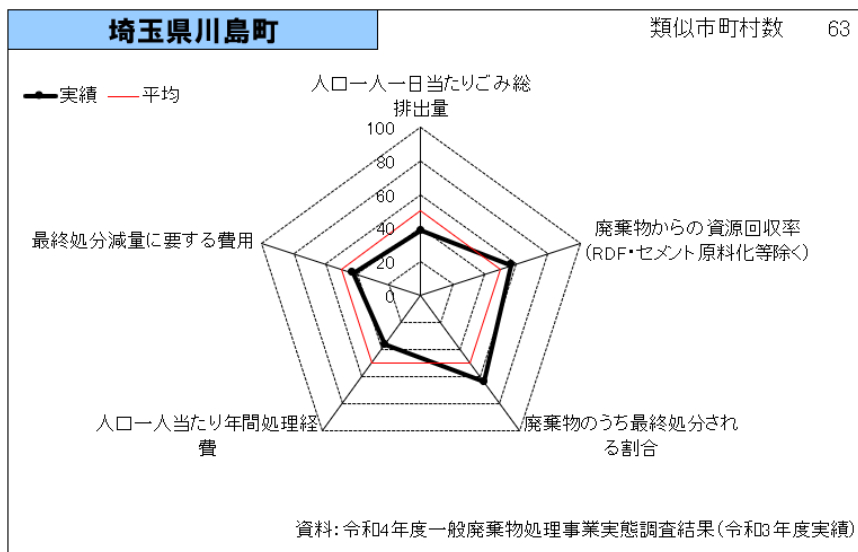 埼玉県川島町
類似市町村数 63
実績 平均
人口一人一日当たりごみ総
排出量
100
80
60
40
20
0
廃棄物からの資源回収率
(RDF・セメント原料化等除く)
最終処分減量に要する費用
人口一人当たり年間処理経
費
廃棄物のうち最終処分され
る割合
資料:令和4年度一般廃棄物処理事業実態調査結果(令和3年度実績)